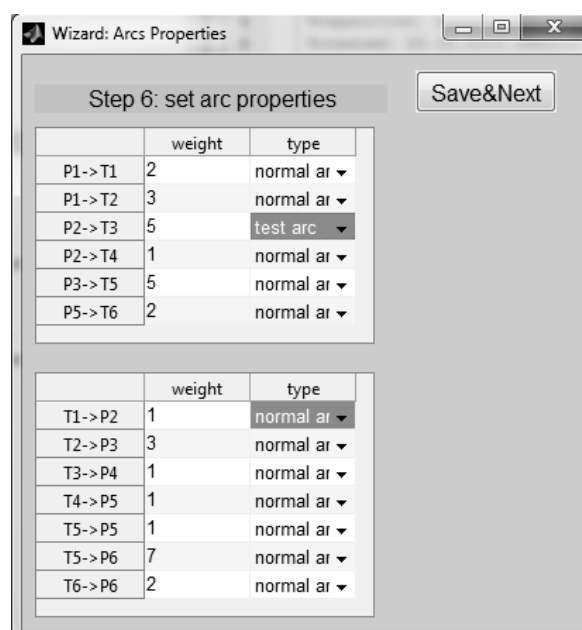 Wizard: Arcs Properties
Step 6: set arc properties
Save&Next
weight type
P1->T1 2 normal ar
P1->T2 3 normal ar
P2->T3 5 test arc
P2->T4 1 normal ar
P3->T5 5 normal ar
P5->T6 2 normal ar
weight type
T1->P2 1 normal ar
T2->P3 3 normal ar
T3->P4 1 normal ar
T4->P5 1 normal ar
T5->P5 1 normal ar
T5->P6 7 normal ar
T6->P6 2 normal ar